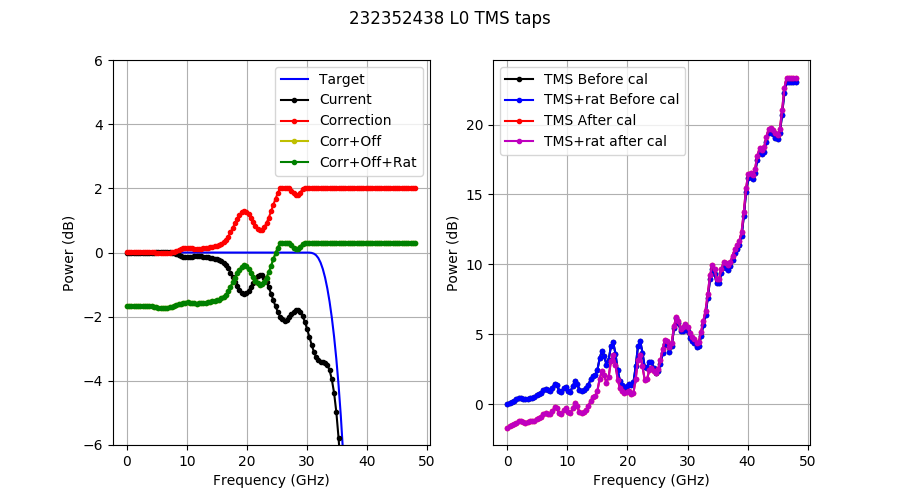 232352438 L0 TMS taps
6
4
2
0
−2
−4
−6
0
10
20
30
40
50
Power (dB)
Frequency (GHz)
Target
Current
Correction
Corr+Off
Corr+Off+Rat
20
15
10
5
0
0
10
20
30
40
50
Power (dB)
Frequency (GHz)
TMS Before cal
TMS+rat Before cal
TMS After cal
TMS+rat after cal